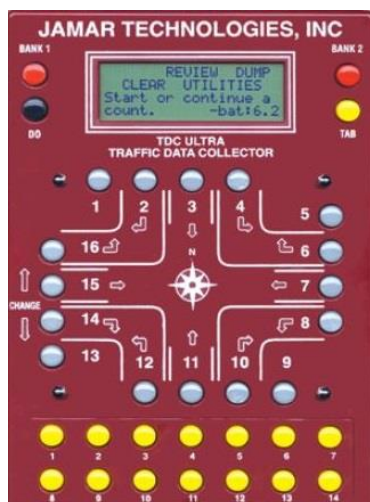 JAMAR TECHNOLOGIES, INC
BANK 1
BANK 2
REVIEW DUMP
CLEAR UTILITIES
Start or continue a
count. -bat:6.2
DO
TAB
TDC ULTRA
TRAFFIC DATA COLLECTOR
1 2 3 4
5
16 6
N
15 7
CHANGE
14 8
13 12 11 10 9
1 2 3 4 5 6 7
8 9 10 11 12 13 14